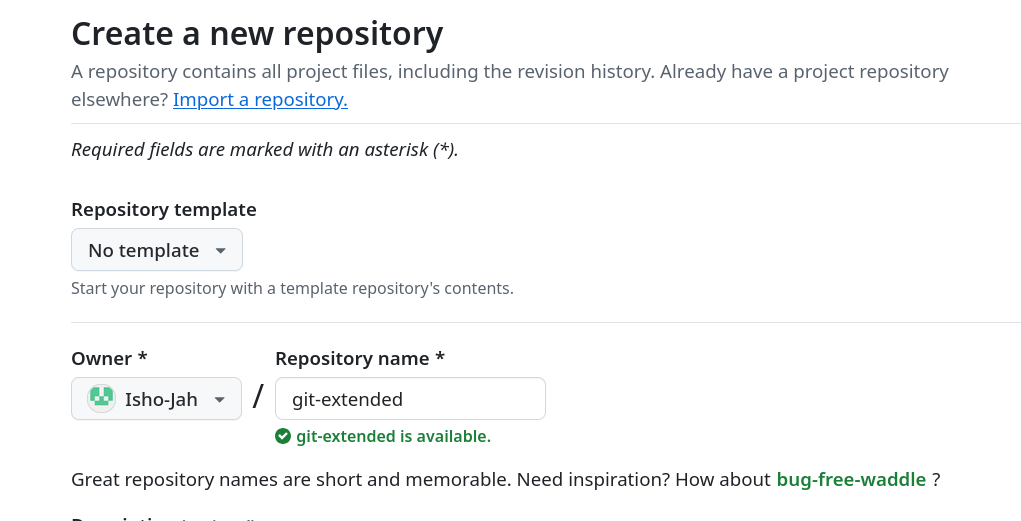 Create a new repository
A repository contains all project files, including the revision history. Already have a project repository
elsewhere? Import a repository.
Required fields are marked with an asterisk (*).
Repository template
No template
Start your repository with a template repository's contents.
Owner * Repository name *
Isho-Jah / git-extended
git-extended is available.
Great repository names are short and memorable. Need inspiration? How about bug-free-waddle ?